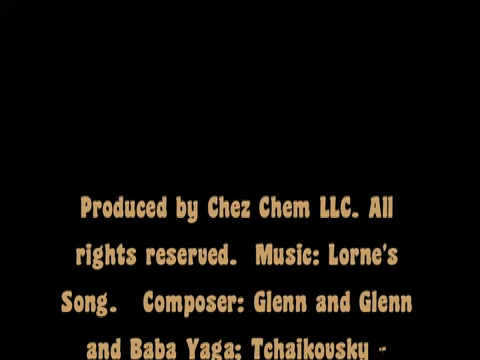 Produced by Chez Chem LLC. All
rights reserved.  Music: Lorne's
Song.   Composer: Glenn and Glenn
and Baba Yaga; Tchaikovsky -